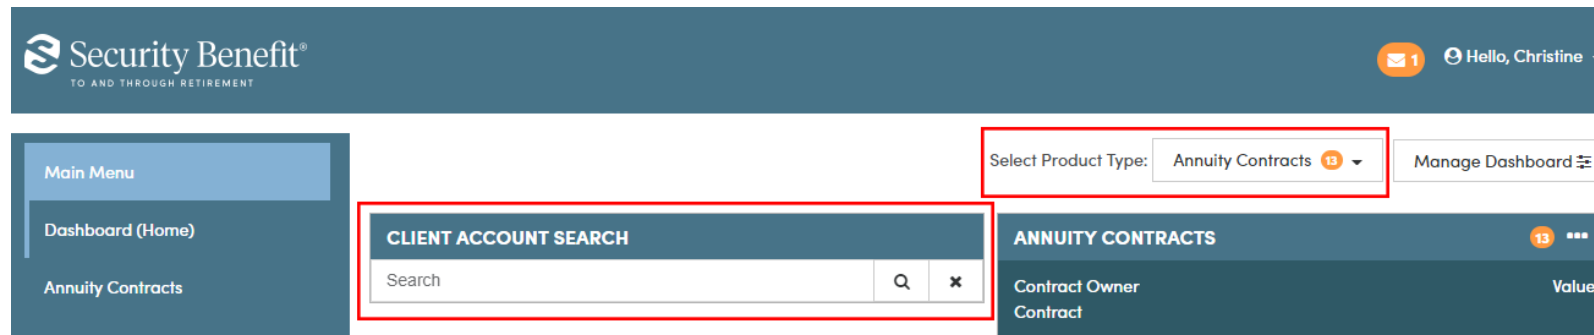 Security Benefit®
TO AND THROUGH RETIREMENT
1
Hello, Christine
Main Menu
Dashboard (Home)
Annuity Contracts
Select Product Type:
Annuity Contracts 13
Manage Dashboard
CLIENT ACCOUNT SEARCH
Search
ANNUITY CONTRACTS 13
Contract Owner
Value
Contract